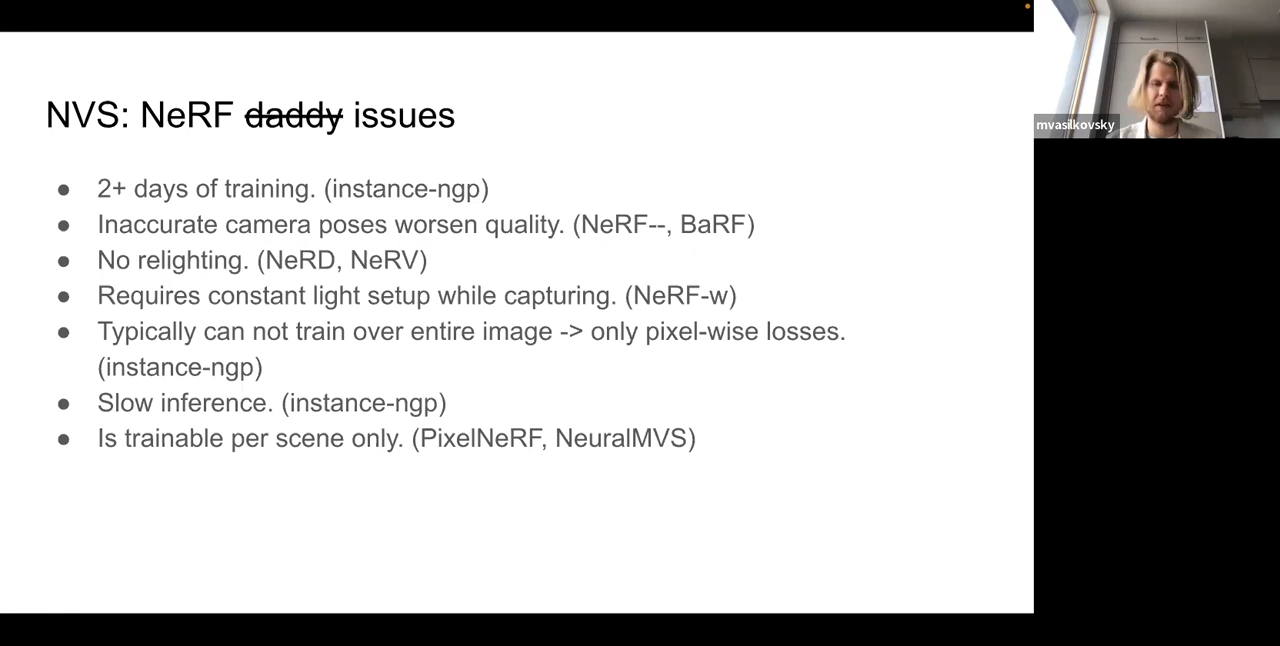 NVS: NeRF daddy issues
2+ days of training. (instance-ngp)
Inaccurate camera poses worsen quality. (NeRF--, BaRF)
No relighting. (NeRD, NeRV)
Requires constant light setup while capturing. (NeRF-w)
Typically can not train over entire image -> only pixel-wise losses.
(instance-ngp)
Slow inference. (instance-ngp)
Is trainable per scene only. (PixelNeRF, NeuralMVS)
mvasilkovsky